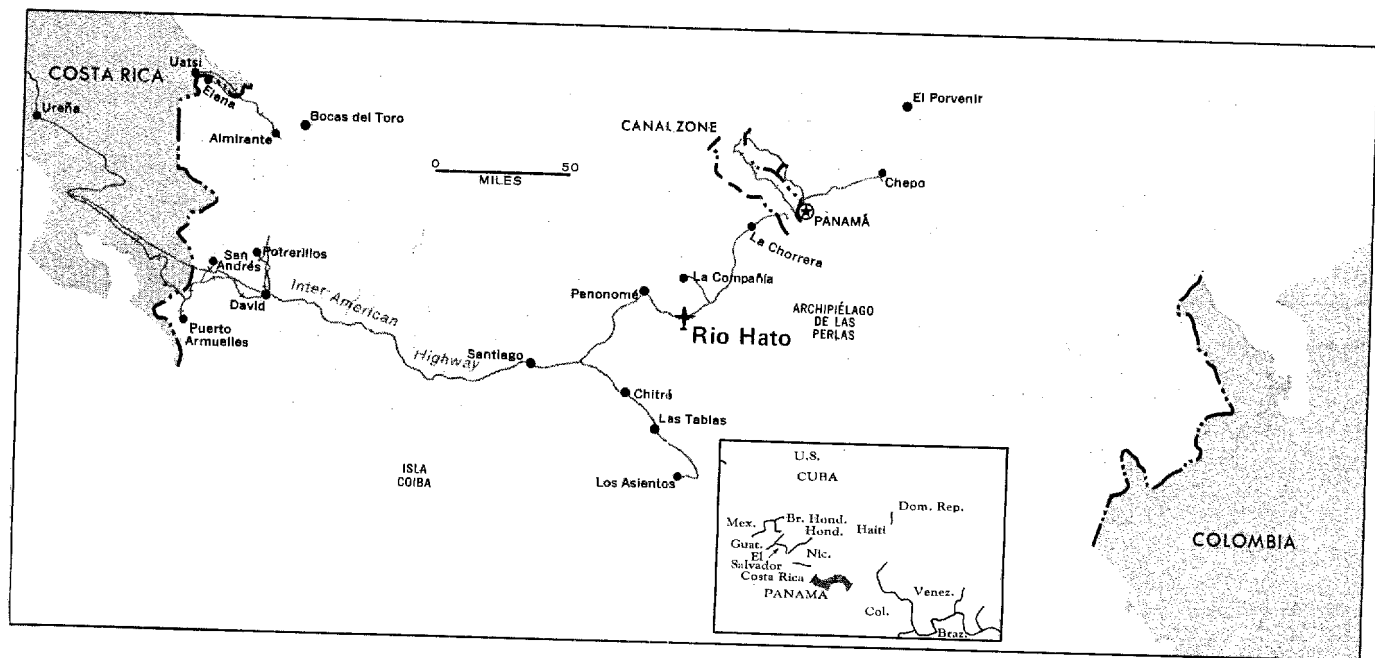 COSTA RICA
Uatsi
Elena
Ureña
Almirante
Bocas del Toro
0 50
MILES
CANAL ZONE
El Porvenir
Chepo
PANAMÁ
La Chorrera
San
Andrés
Potrerillos
David
Puerto
Armuelles
Inter-American
Highway
Santiago
Penonomé
La Compañía
Río Hato
ARCHIPIÉLAGO
DE LAS
PERLAS
Chitré
Las Tablas
Los Asientos
ISLA
COIBA
COLOMBIA
U.S.
CUBA
Mex.
Br. Hond.
Hond.
Haiti
Dom. Rep.
Guat.
El
Salvador
Nic.
Costa Rica
PANAMA
Col.
Venez.
Braz.